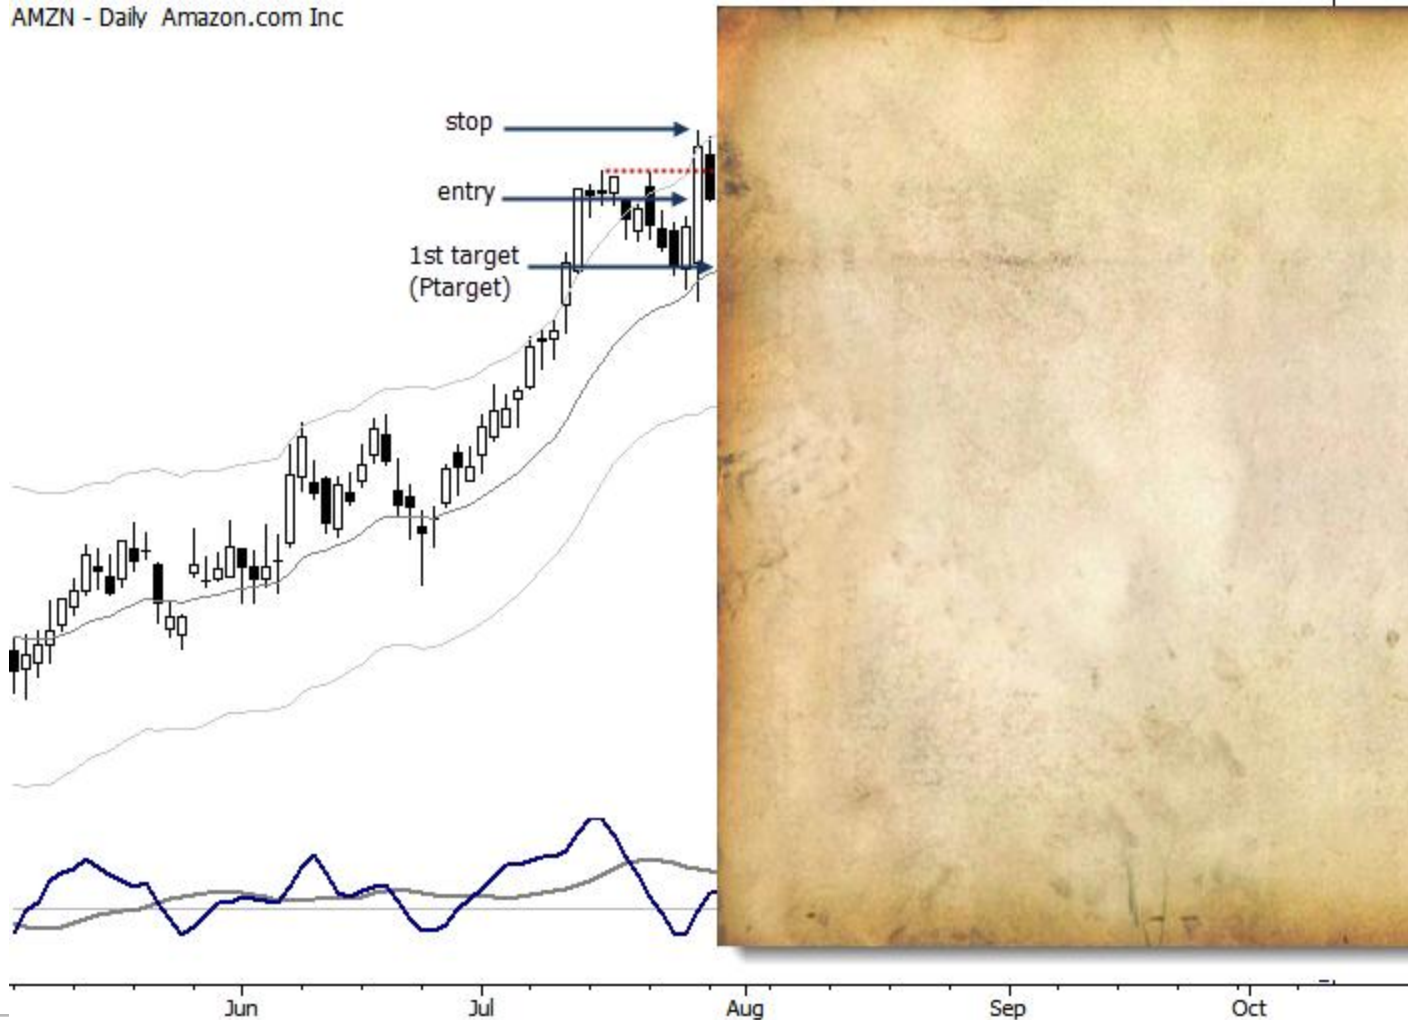 AMZN - Daily  Amazon.com Inc
stop
entry
1st target
(Ptarget)
Jun Jul Aug Sep Oct